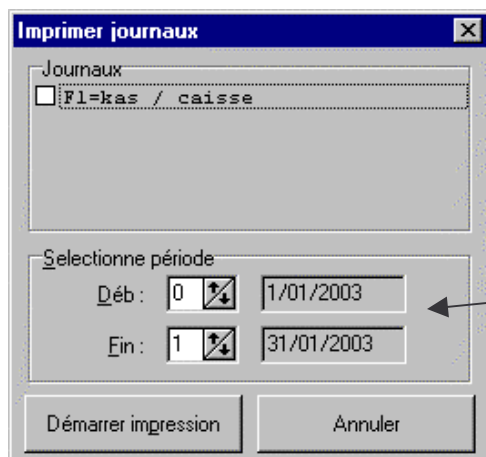 Imprimer journaux
Journaux
F1=kas / caisse
Selectionne période
Déb : 0 1/01/2003
Fin : 1 31/01/2003
Démarrer impression Annuler